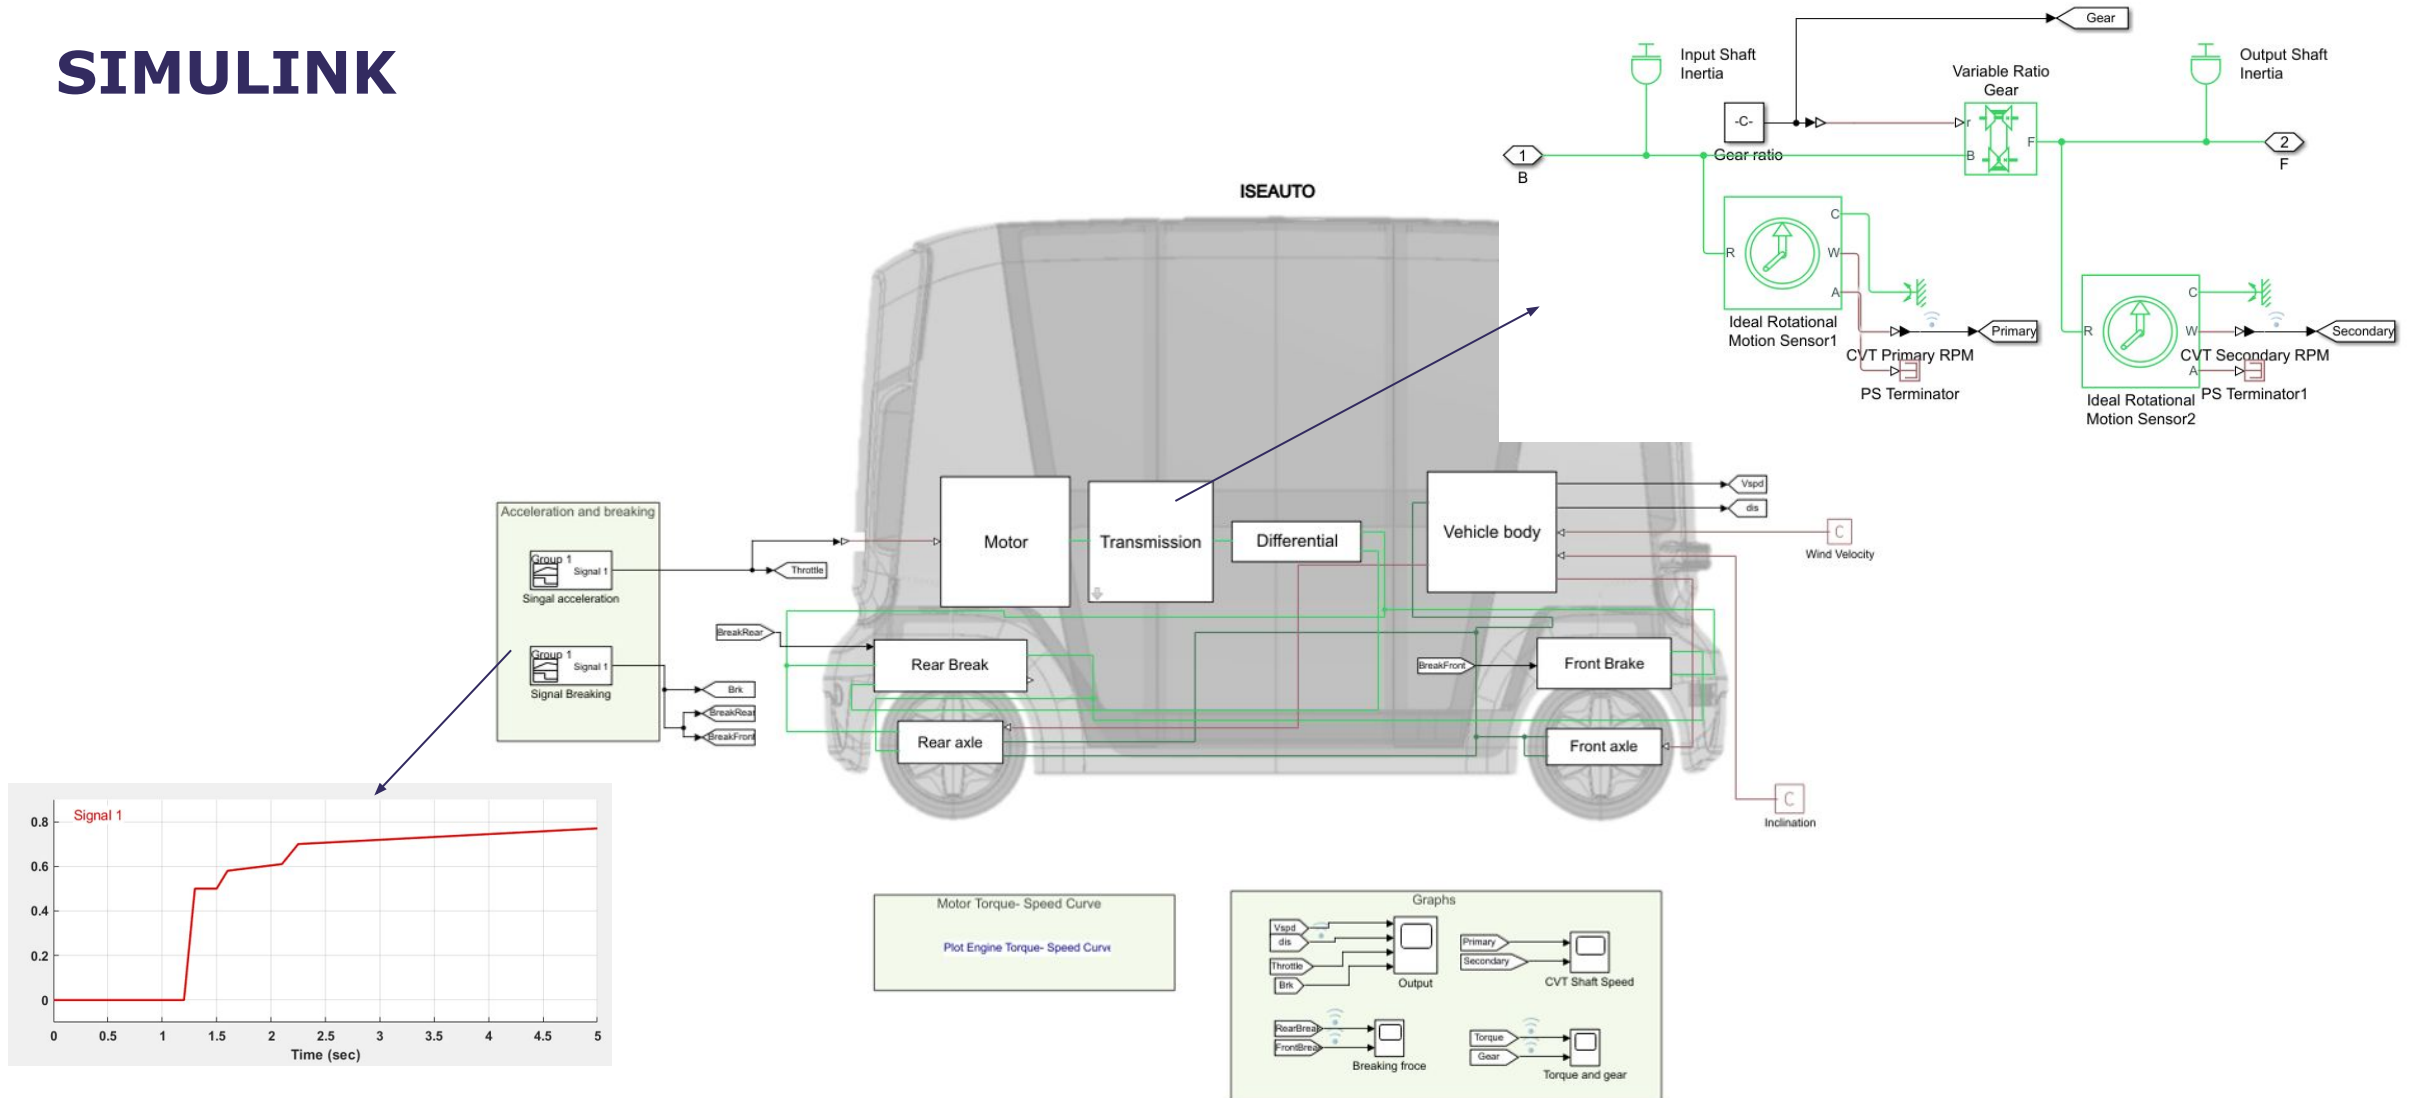 SIMULINK
Gear
Input Shaft
Inertia
Output Shaft
Inertia
Variable Ratio
Gear
-C-
Gear ratio
r
B
F
1
B
2
F
C
R
W
A
Ideal Rotational
Motion Sensor1
Primary
CVT Primary RPM
PS Terminator
C
R
W
A
Ideal Rotational
Motion Sensor2
Secondary
CVT Secondary RPM
PS Terminator1
ISEAUTO
Acceleration and breaking
Group 1
Signal 1
Singal acceleration
Group 1
Signal 1
Signal Breaking
Throttle
BreakRear
Brk
BreakRear
BreakFront
Motor
Transmission
Differential
Vehicle body
Vspd
dis
C
Wind Velocity
Rear Break
BreakFront
Front Brake
Rear axle
Front axle
C
Inclination
Signal 1
0.8
0.6
0.4
0.2
0
0 0.5 1 1.5 2 2.5 3 3.5 4 4.5 5
Time (sec)
Motor Torque- Speed Curve
Plot Engine Torque- Speed Curve
Graphs
Vspd
dis
Throttle
Brk
Output
Primary
Secondary
CVT Shaft Speed
RearBreak
FrontBreak
Breaking froce
Torque
Gear
Torque and gear